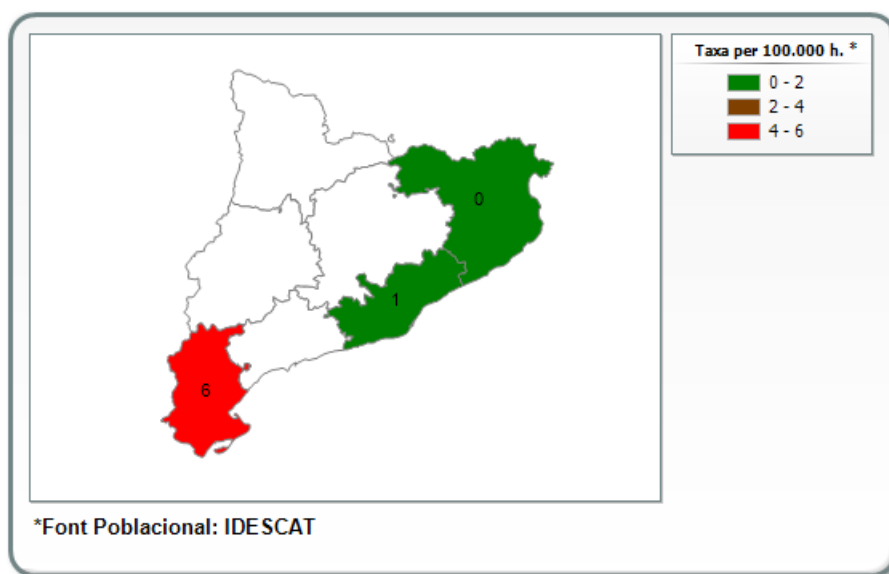 Taxa per 100.000 h. *
0 - 2
2 - 4
4 - 6
0
1
6
*Font Poblacional: IDESCAT